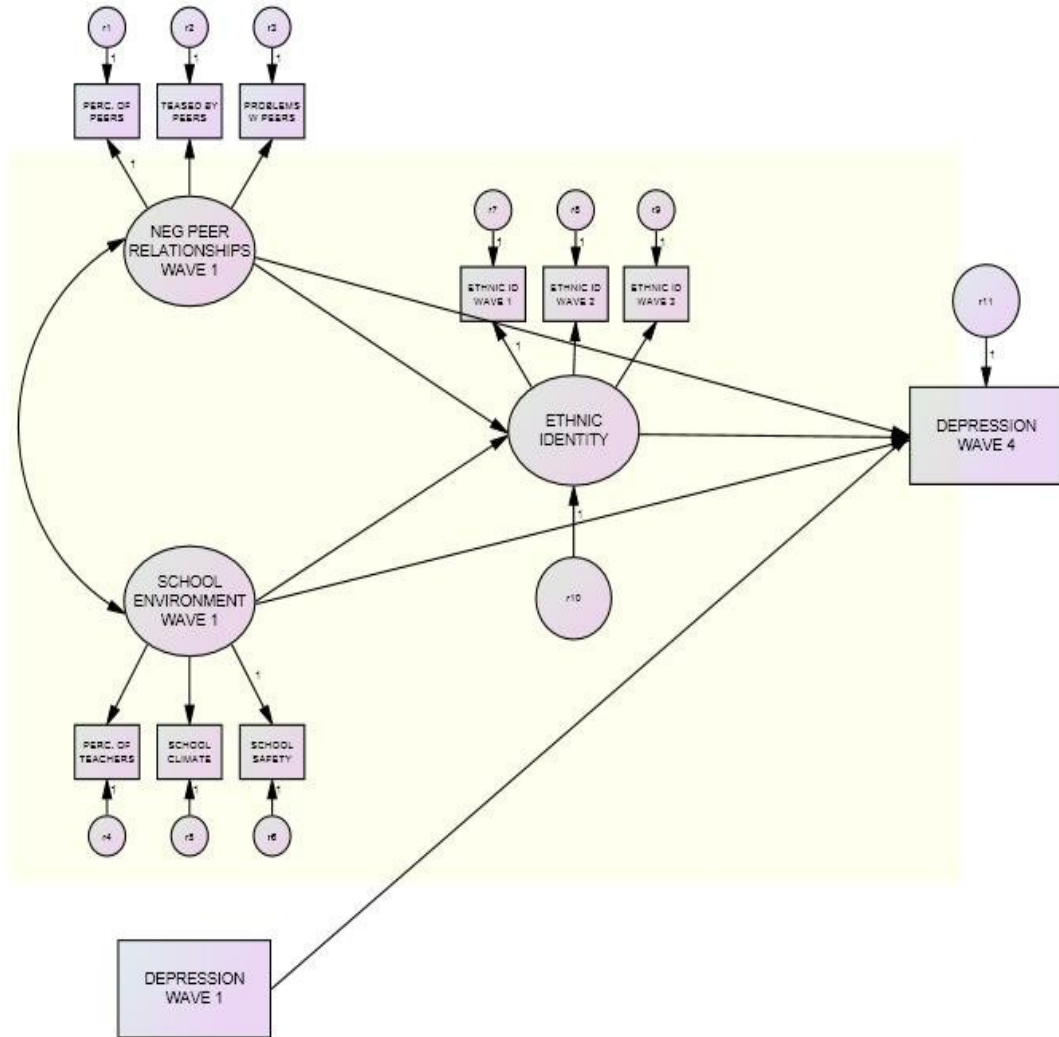 r1
r2
r3
1
1
1
PERC. OF
PEERS
TEASED BY
PEERS
PROBLEMS
W PEERS
1
NEG PEER
RELATIONSHIPS
WAVE 1
r7
r8
r9
1
1
1
ETHNIC ID
WAVE 1
ETHNIC ID
WAVE 2
ETHNIC ID
WAVE 3
1
r11
1
ETHNIC
IDENTITY
DEPRESSION
WAVE 4
1
r10
SCHOOL
ENVIRONMENT
WAVE 1
1
PERC. OF
TEACHERS
SCHOOL
CLIMATE
SCHOOL
SAFETY
1
1
1
r4
r5
r6
DEPRESSION
WAVE 1